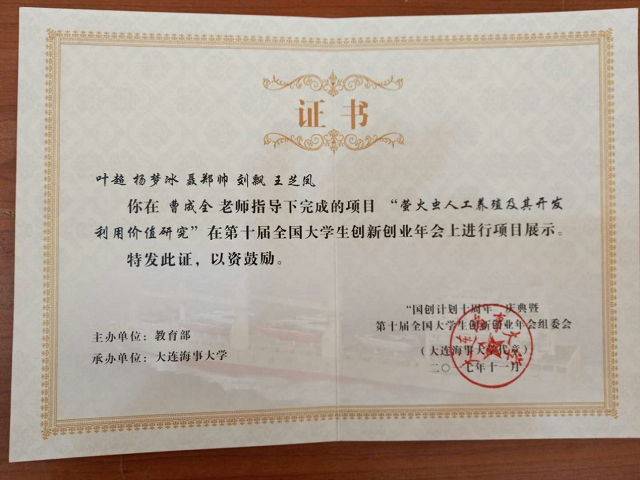 证书
叶超 杨梦冰 聂郑帅 刘飘 王芝凤
你在 曹成全 老师指导下完成的项目 “萤火虫人工养殖及其开发
利用价值研究”在第十届全国大学生创新创业年会上进行项目展示。
特发此证，以资鼓励。
“国创计划十周年”庆典暨
第十届全国大学生创新创业年会组委会
主办单位：教育部
承办单位：大连海事大学
（大连海事大学代章）
二〇一七年十一月